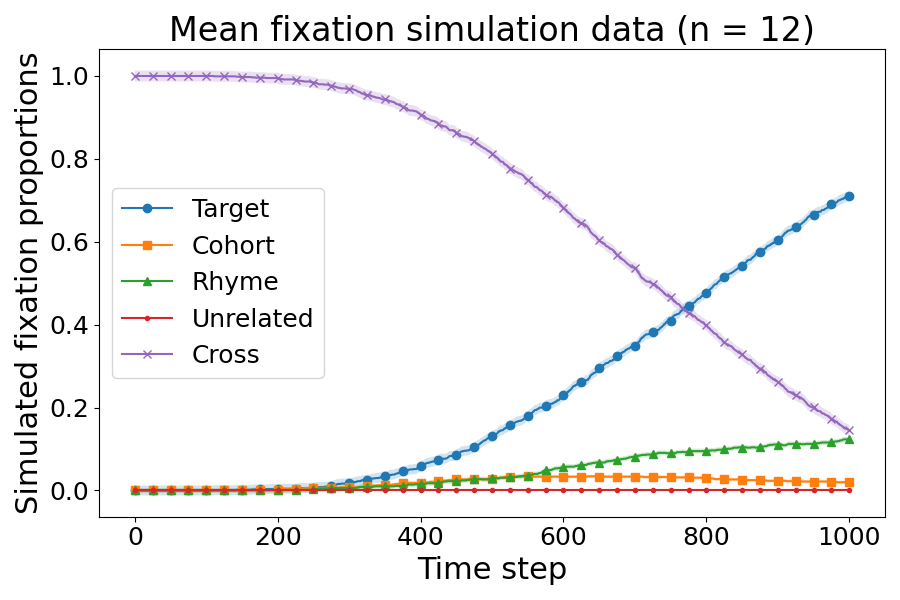 Mean fixation simulation data (n = 12)
Simulated fixation proportions
1.0
0.8
0.6
0.4
0.2
0.0
Target
Cohort
Rhyme
Unrelated
Cross
0 200 400 600 800 1000
Time step